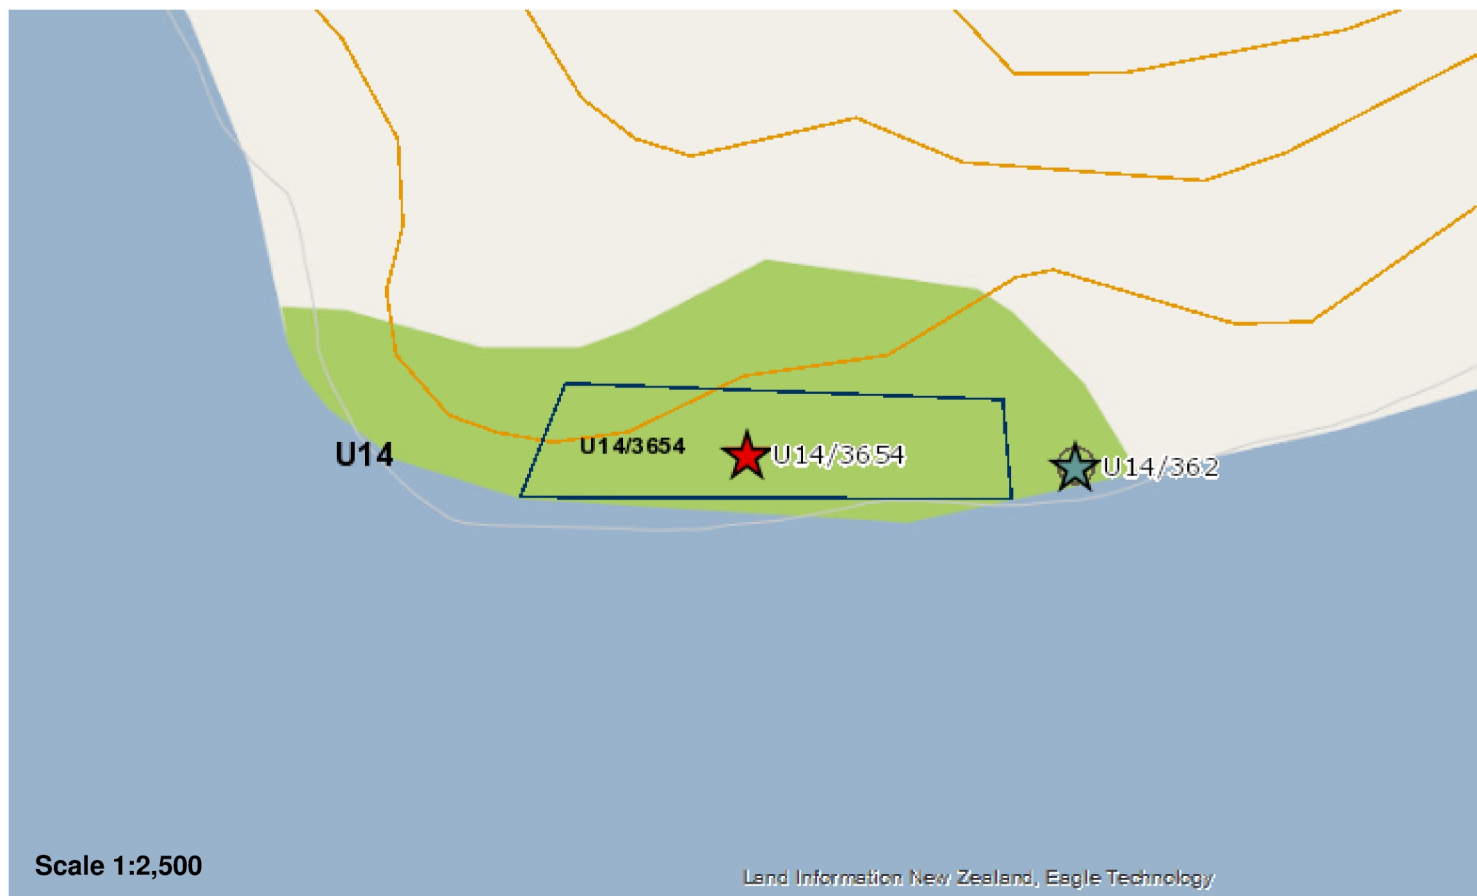 U14/3654
U14
U14/3654
U14/362
Scale 1:2,500
Land Information New Zealand, Eagle Technology